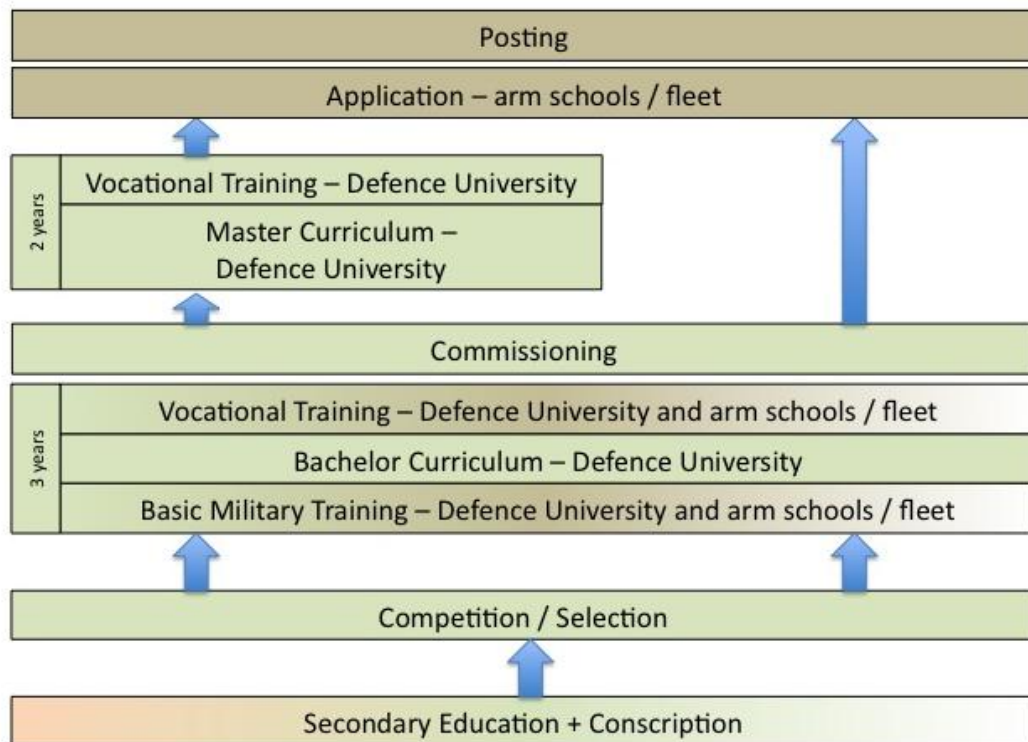 Posting
Application – arm schools / fleet
2 years
Vocational Training – Defence University
Master Curriculum –
Defence University
Commissioning
3 years
Vocational Training – Defence University and arm schools / fleet
Bachelor Curriculum – Defence University
Basic Military Training – Defence University and arm schools / fleet
Competition / Selection
Secondary Education + Conscription